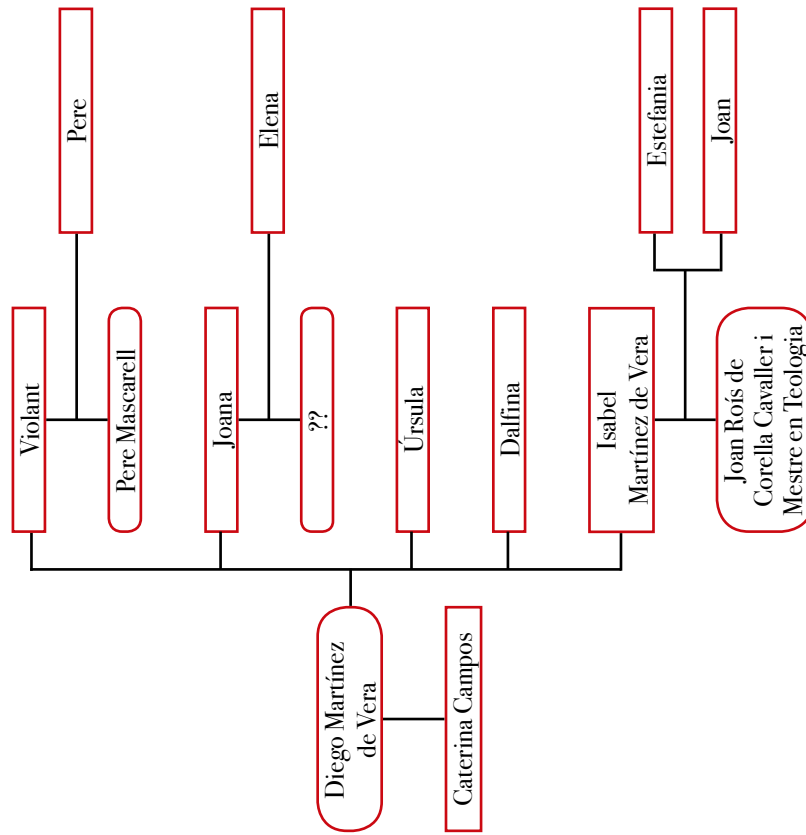 Diego Martínez
de Vera
Caterina Campos
Violant
Pere Mascarell
Pere
Joana
??
Elena
Úrsula
Dalfina
Isabel
Martínez de Vera
Joan Roís de
Corella Cavaller i
Mestre en Teologia
Estefania
Joan